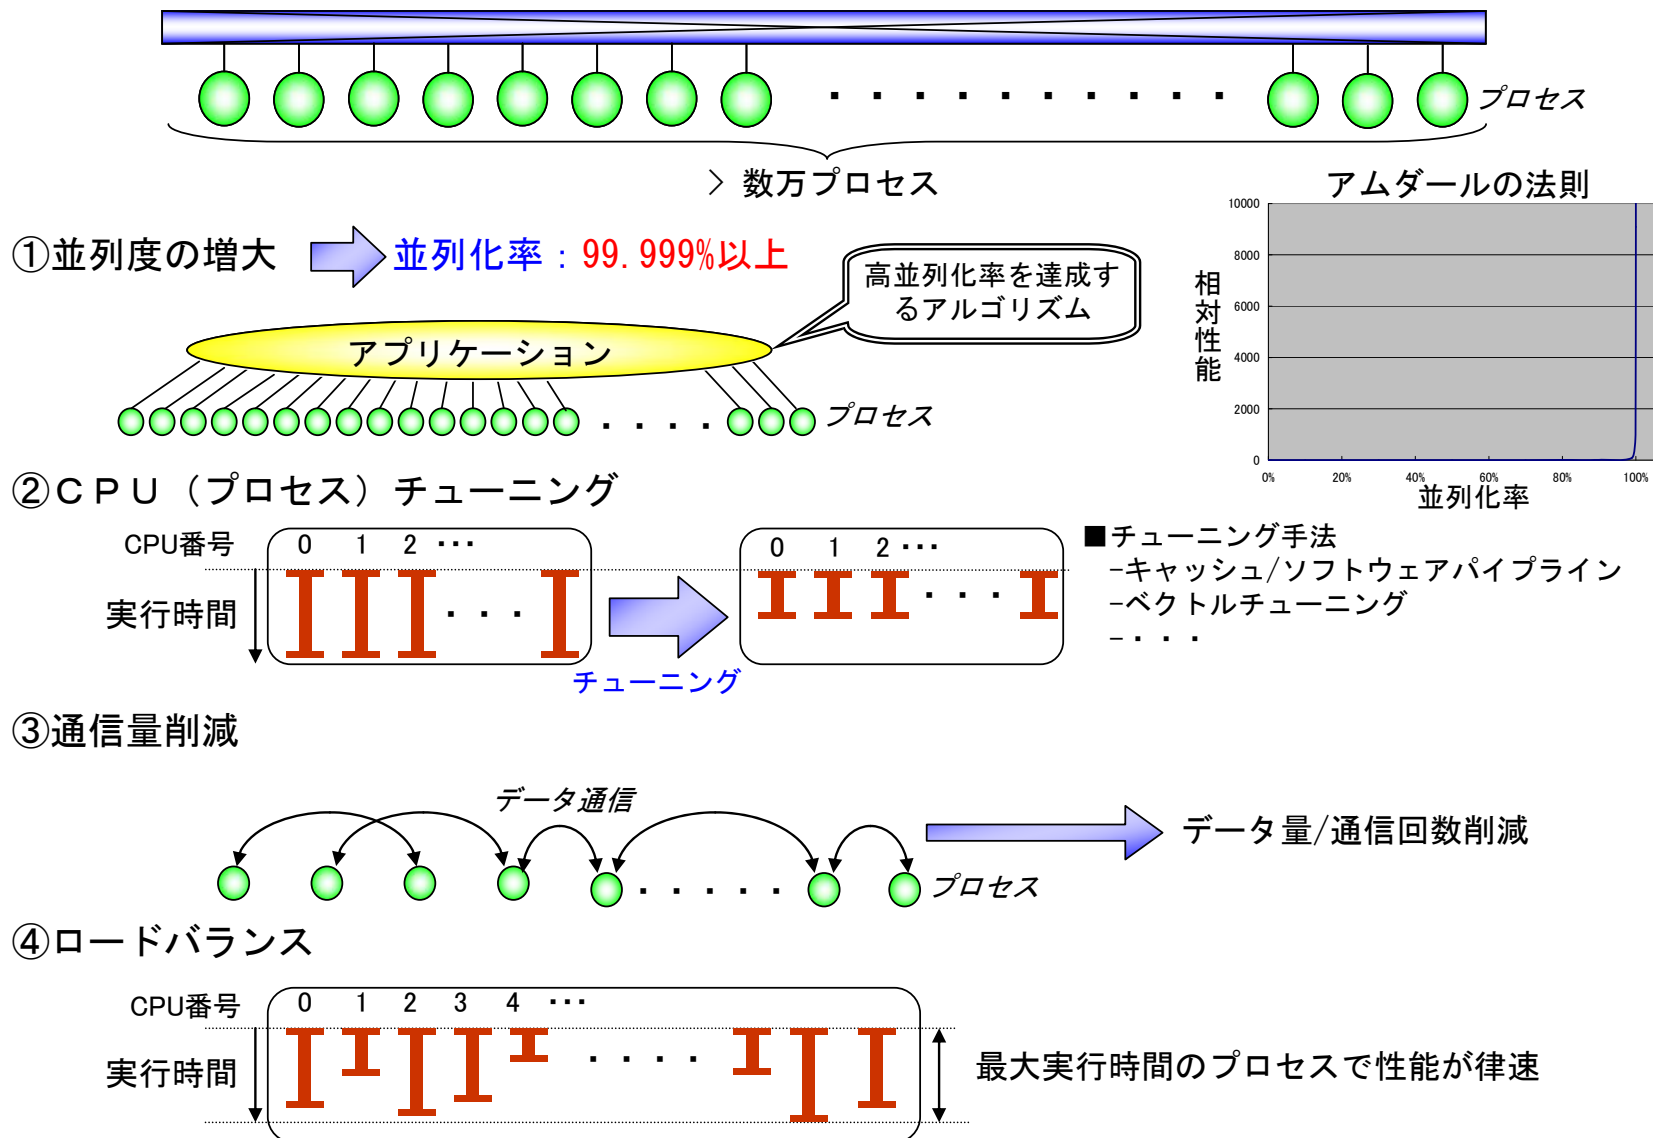 プロセス
> 数万プロセス
アムダールの法則
10000
8000
6000
4000
2000
0
0% 20% 40% 60% 80% 100%
相対性能
並列化率
①並列度の増大 並列化率：99.999%以上
高並列化率を達成す
るアルゴリズム
アプリケーション
・・・・ プロセス
②ＣＰＵ（プロセス）チューニング
CPU番号 0 1 2 ･･･
実行時間 ・・・
チューニング
0 1 2 ･･･
・・・
■チューニング手法
-キャッシュ/ソフトウェアパイプライン
-ベクトルチューニング
-・・・
③通信量削減
データ通信
データ量/通信回数削減
・・・・・ プロセス
④ロードバランス
CPU番号 0 1 2 3 4 ･･･
実行時間 ・・・・ 最大実行時間のプロセスで性能が律速